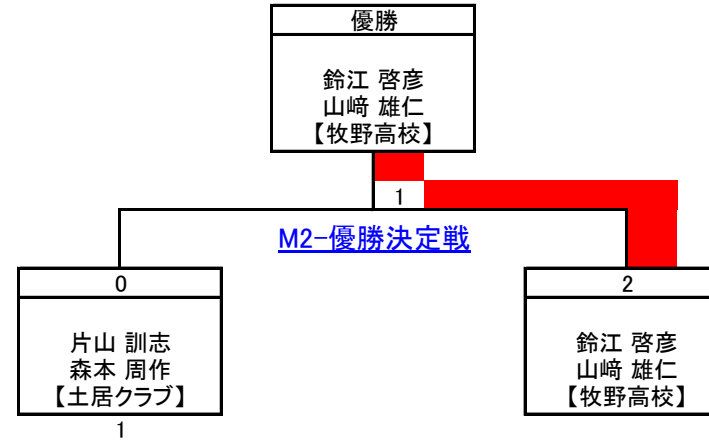 優勝
鈴江 啓彦
山﨑 雄仁
【牧野高校】
1
M2-優勝決定戦
0
片山 訓志
森本 周作
【土居クラブ】
1
2
鈴江 啓彦
山﨑 雄仁
【牧野高校】